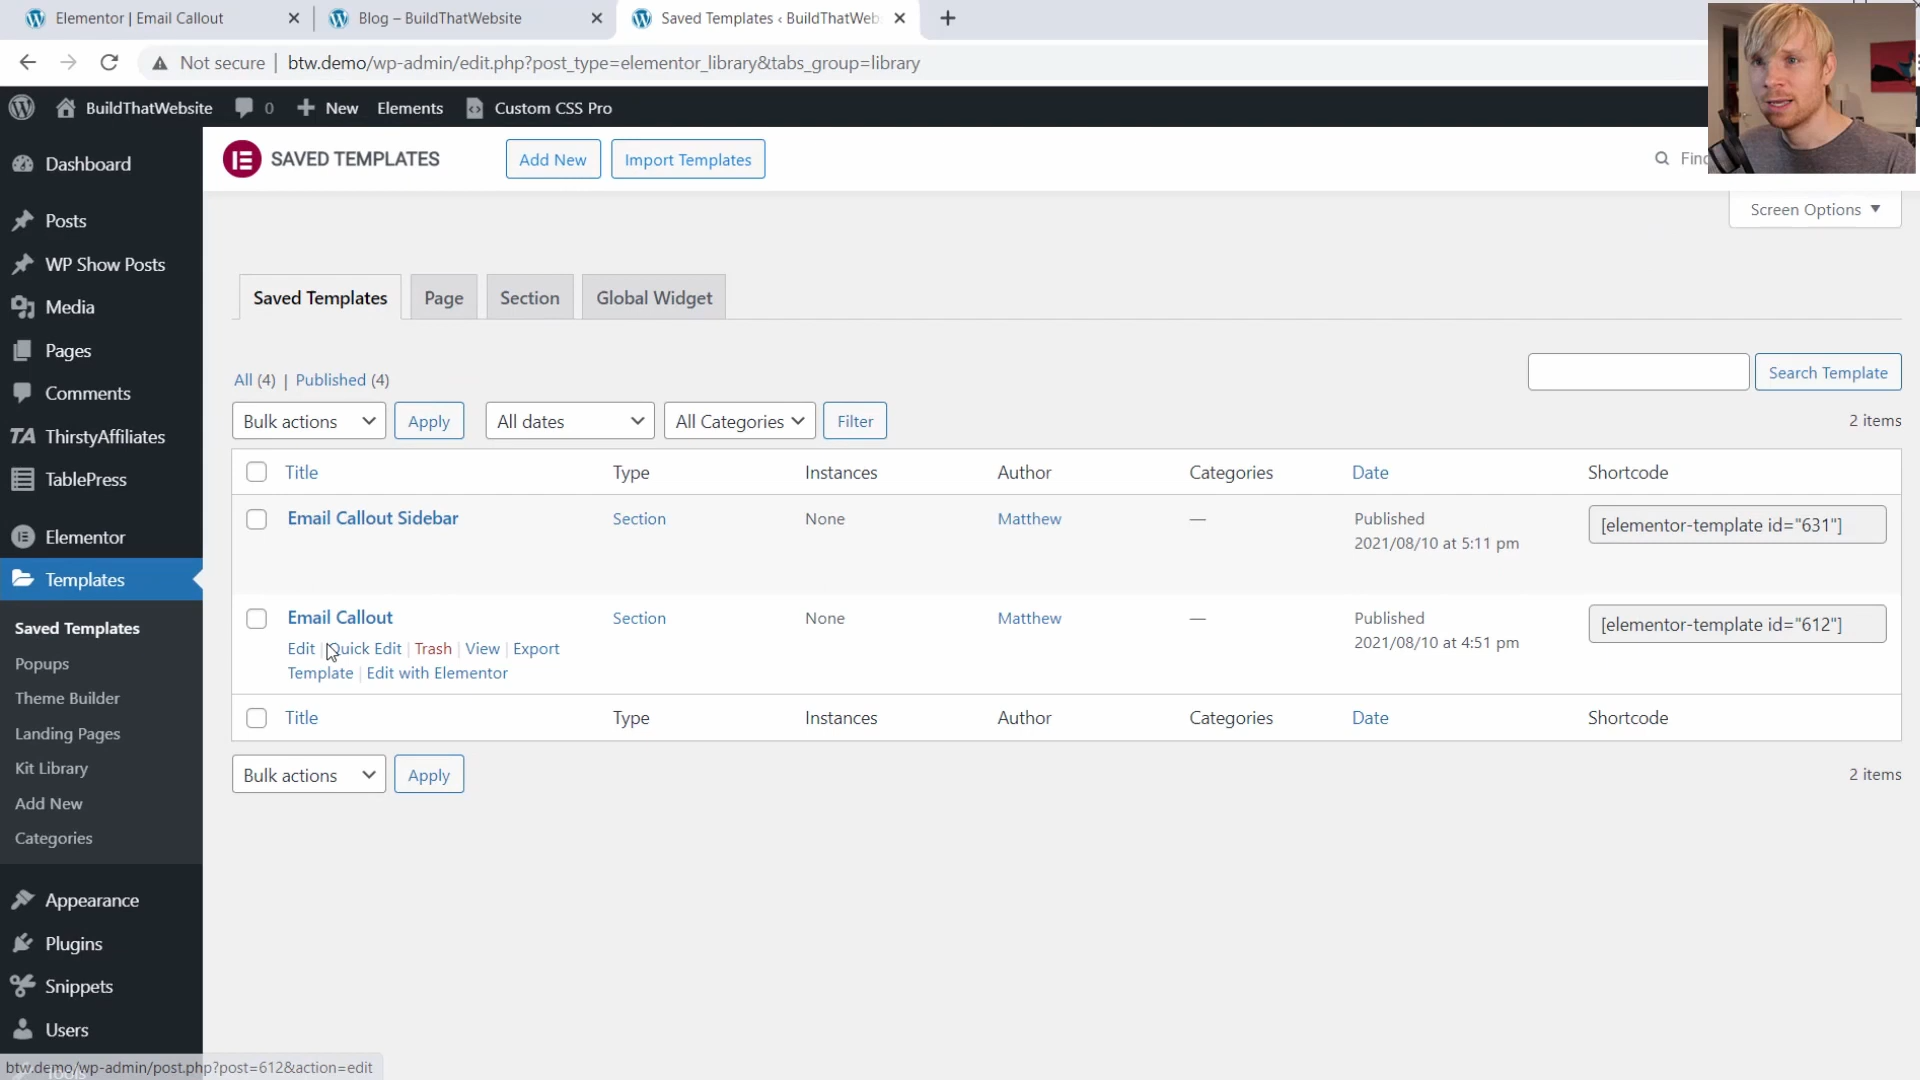 Elementor | Email Callout
Blog – BuildThatWebsite
Saved Templates ‹ BuildThatWeb
Not secure
btw.demo/wp-admin/edit.php?post_type=elementor_library&tabs_group=library
BuildThatWebsite
0
New
Elements
Custom CSS Pro
Dashboard
Posts
WP Show Posts
Media
Pages
Comments
TA ThirstyAffiliates
TablePress
Elementor
Templates
Saved Templates
Popups
Theme Builder
Landing Pages
Kit Library
Add New
Categories
Appearance
Plugins
Snippets
Users
SAVED TEMPLATES
Add New
Import Templates
Screen Options
Saved Templates
Page
Section
Global Widget
All (4) | Published (4)
Search Template
Bulk actions
Apply
All dates
All Categories
Filter
2 items
Title Type Instances Author Categories Date Shortcode
Email Callout Sidebar Section None Matthew — Published [elementor-template id="631"]
2021/08/10 at 5:11 pm
Email Callout Section None Matthew — Published [elementor-template id="612"]
2021/08/10 at 4:51 pm
Edit | Quick Edit | Trash | View | Export
Template | Edit with Elementor
Title Type Instances Author Categories Date Shortcode
Bulk actions
Apply
2 items
btw.demo/wp-admin/post.php?post=612&action=edit